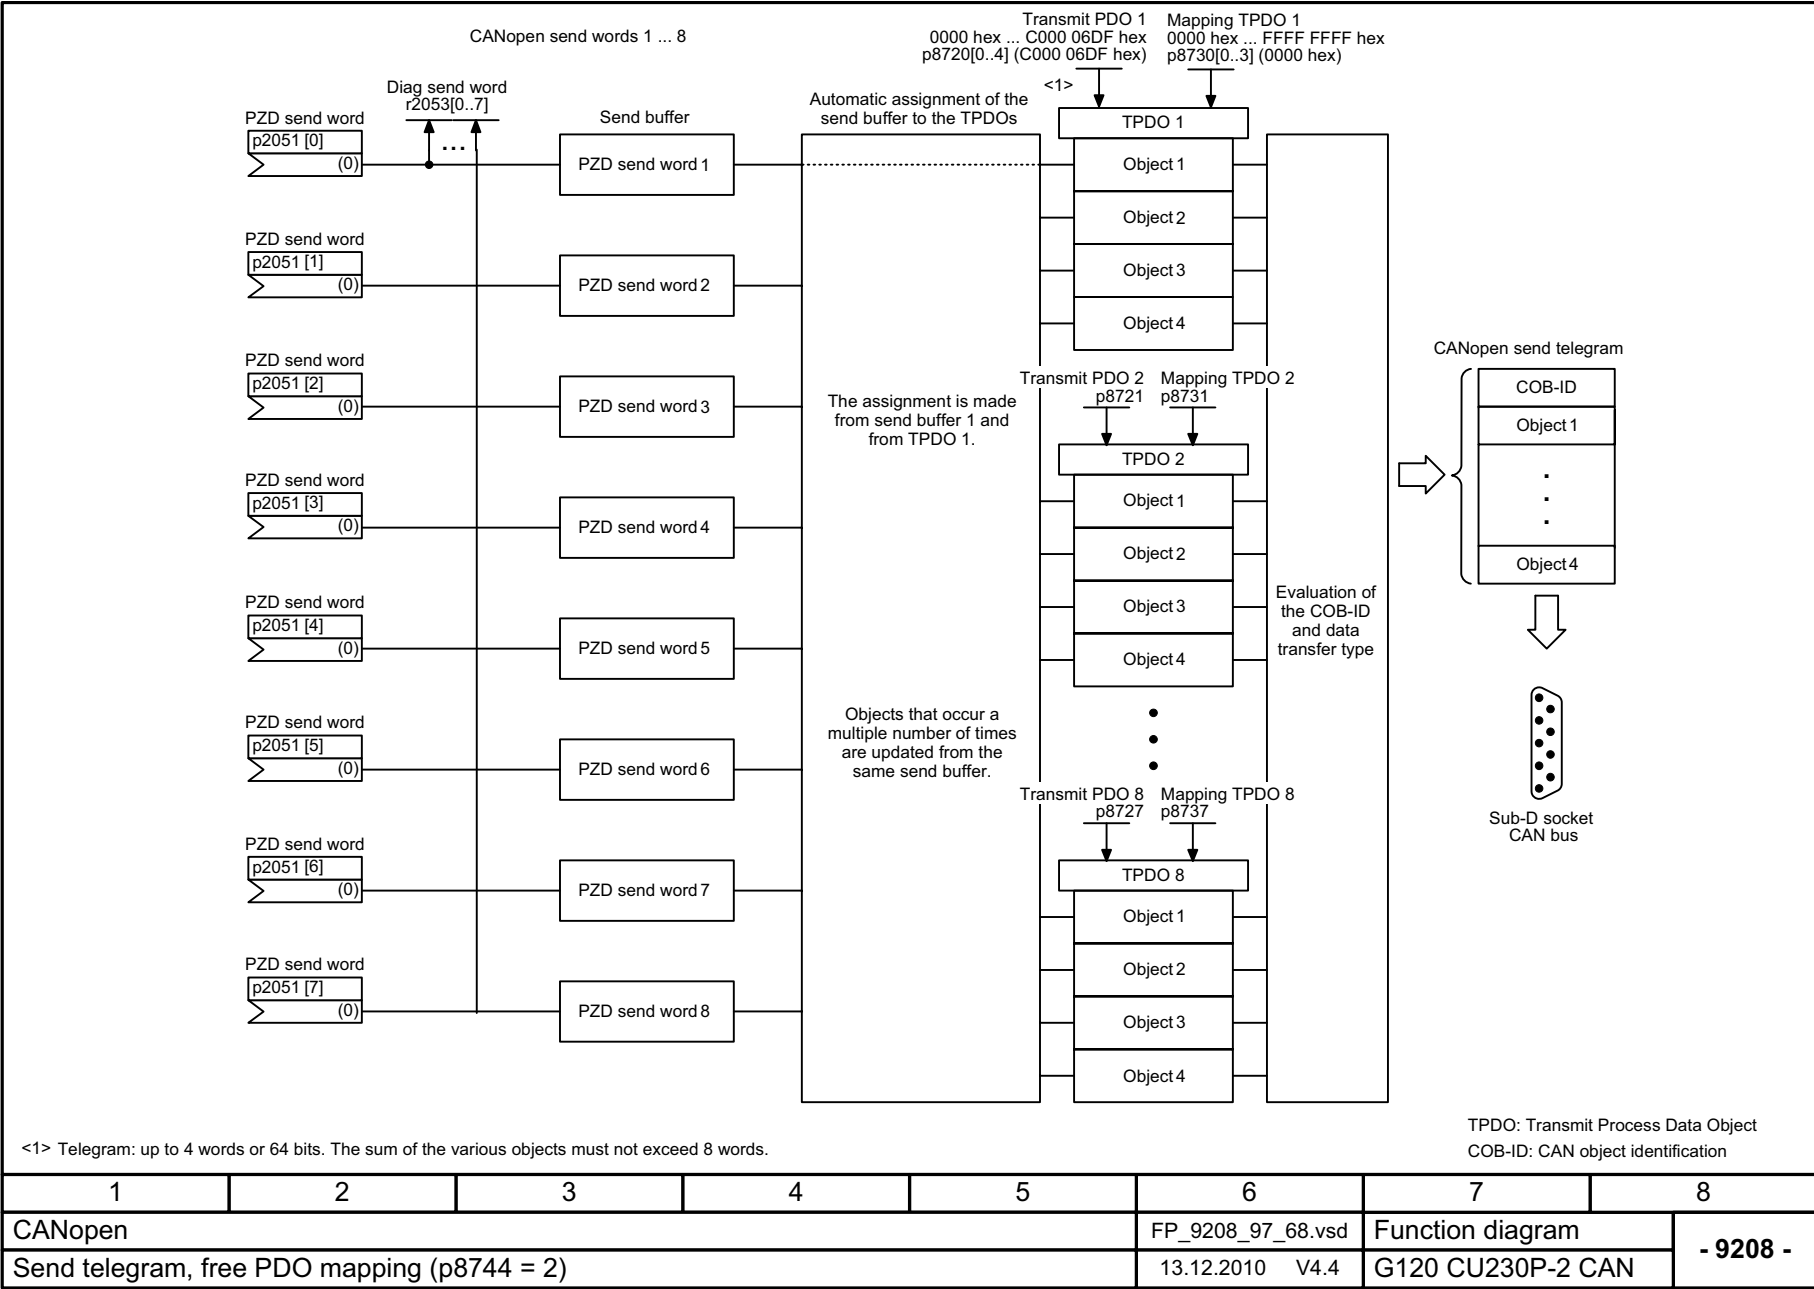 CANopen send words 1 ... 8
Transmit PDO 1
0000 hex ... C000 06DF hex
p8720[0..4] (C000 06DF hex)
Mapping TPDO 1
0000 hex ... FFFF FFFF hex
p8730[0..3] (0000 hex)
<1>
Diag send word
r2053[0..7]
...
Send buffer
Automatic assignment of the
send buffer to the TPDOs
PZD send word
p2051 [0]
(0)
PZD send word 1
PZD send word
p2051 [1]
(0)
PZD send word 2
PZD send word
p2051 [2]
(0)
PZD send word 3
PZD send word
p2051 [3]
(0)
PZD send word 4
PZD send word
p2051 [4]
(0)
PZD send word 5
PZD send word
p2051 [5]
(0)
PZD send word 6
PZD send word
p2051 [6]
(0)
PZD send word 7
PZD send word
p2051 [7]
(0)
PZD send word 8
The assignment is made
from send buffer 1 and
from TPDO 1.
Objects that occur a
multiple number of times
are updated from the
same send buffer.
TPDO 1
Object 1
Object 2
Object 3
Object 4
Transmit PDO 2
p8721
Mapping TPDO 2
p8731
TPDO 2
Object 1
Object 2
Object 3
Object 4
Transmit PDO 8
p8727
Mapping TPDO 8
p8737
TPDO 8
Object 1
Object 2
Object 3
Object 4
Evaluation of
the COB-ID
and data
transfer type
CANopen send telegram
COB-ID
Object 1
.
.
.
Object 4
Sub-D socket
CAN bus
TPDO: Transmit Process Data Object
COB-ID: CAN object identification
<1> Telegram: up to 4 words or 64 bits. The sum of the various objects must not exceed 8 words.
1 2 3 4 5 6 7 8
CANopen
FP_9208_97_68.vsd
Function diagram
- 9208 -
Send telegram, free PDO mapping (p8744 = 2)
13.12.2010 V4.4
G120 CU230P-2 CAN